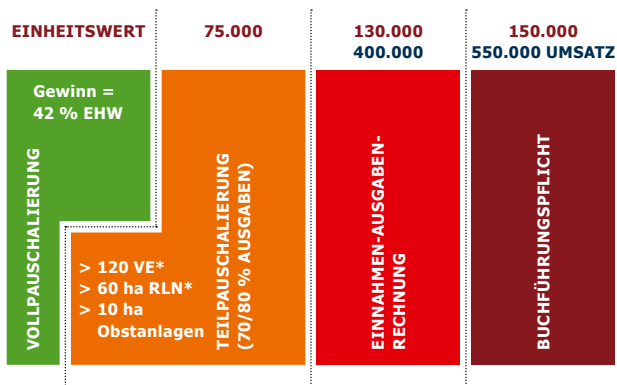 EINHEITSWERT 75.000 130.000 150.000
400.000 550.000 UMSATZ
Gewinn =
42 % EHW
VOLLPAUSCHALIERUNG
> 120 VE*
> 60 ha RLN*
> 10 ha
Obstanlagen
TEILPAUSCHALIERUNG
(70/80 % AUSGABEN)
EINNAHMEN-AUSGABEN-
RECHNUNG
BUCHFÜHRUNGSPFLICHT